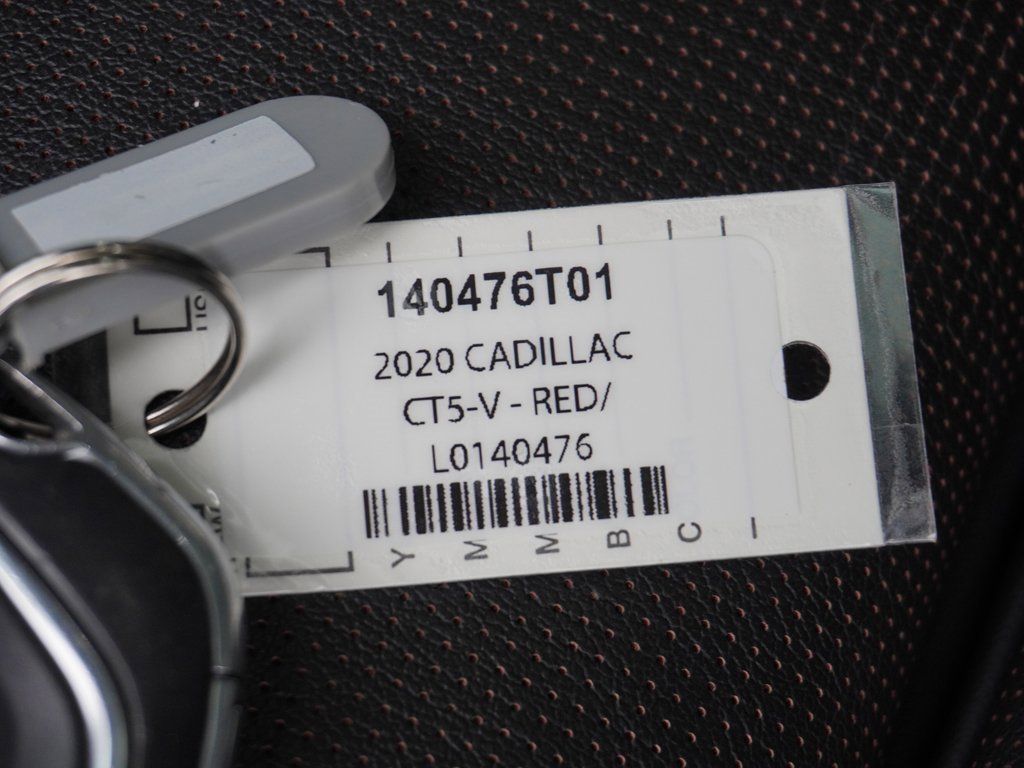 140476T01
2020 CADILLAC
CT5-V - RED/
L0140476
Y M M B C